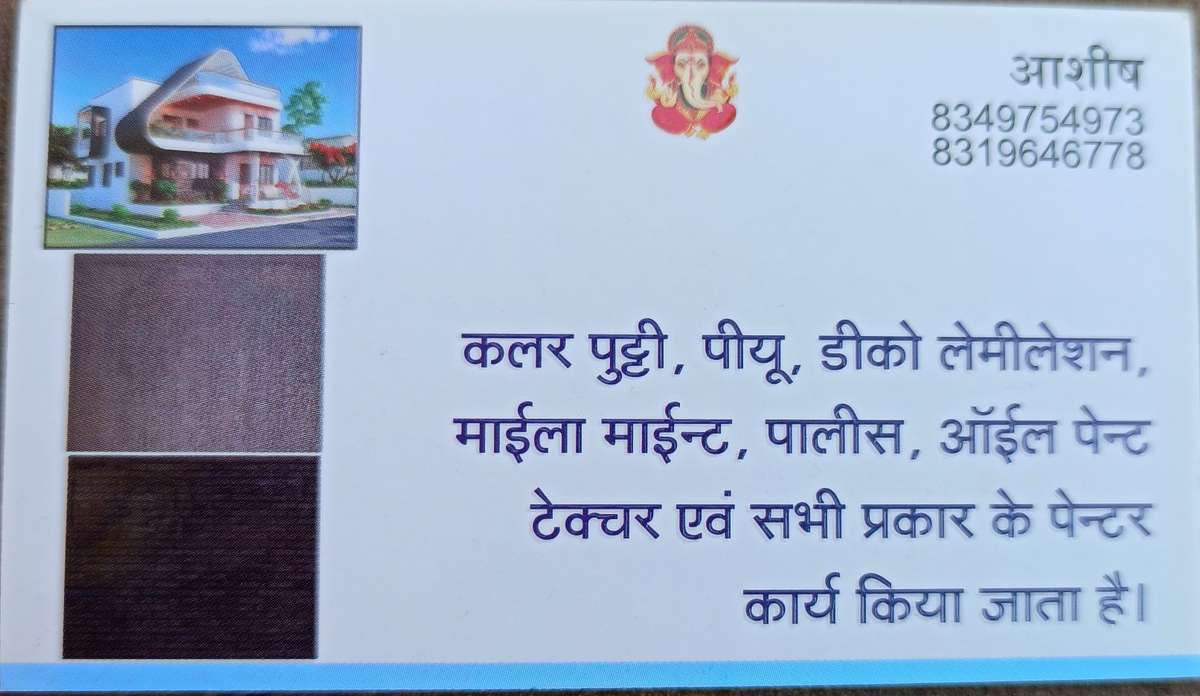 आशीष
8349754973
8319646778
कलर पुट्टी, पीयू, डीको लेमीलेशन,
माईला माईन्ट, पालीस, ऑईल पेन्ट
टेक्चर एवं सभी प्रकार के पेन्टर
कार्य किया जाता है।